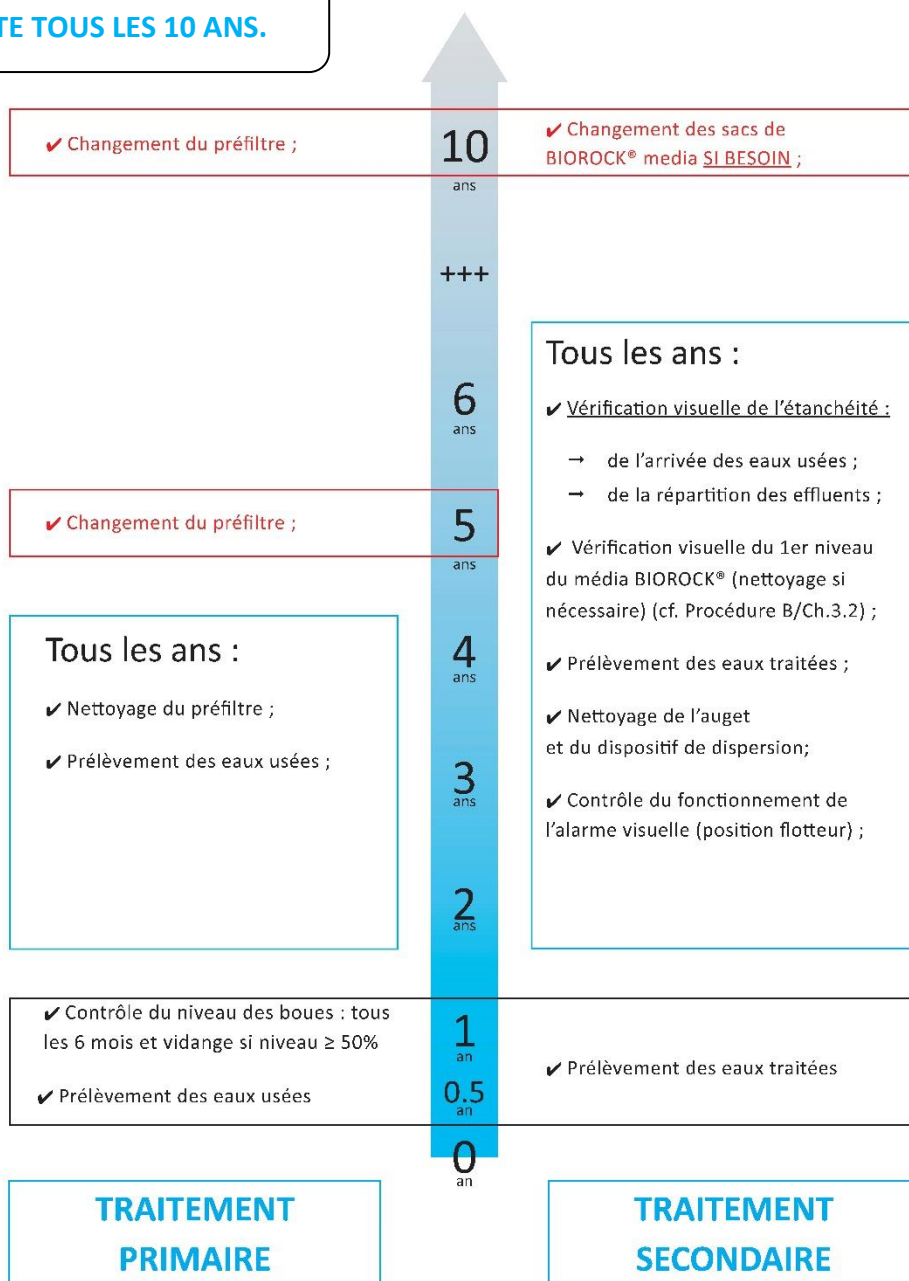 TE TOUS LES 10 ANS.
✔ Changement du préfiltre ;
10
ans
✔ Changement des sacs de
BIOROCK® media SI BESOIN ;
+++
6
ans
5
ans
✔ Changement du préfiltre ;
Tous les ans :
✔ Nettoyage du préfiltre ;
✔ Prélèvement des eaux usées ;
4
ans
3
ans
2
ans
Tous les ans :
✔ Vérification visuelle de l’étanchéité :
→ de l’arrivée des eaux usées ;
→ de la répartition des effluents ;
✔ Vérification visuelle du 1er niveau
du média BIOROCK® (nettoyage si
nécessaire) (cf. Procédure B/Ch.3.2) ;
✔ Prélèvement des eaux traitées ;
✔ Nettoyage de l’auget
et du dispositif de dispersion;
✔ Contrôle du fonctionnement de
l’alarme visuelle (position flotteur) ;
✔ Contrôle du niveau des boues : tous
les 6 mois et vidange si niveau ≥ 50%
✔ Prélèvement des eaux usées
1
an
0.5
an
✔ Prélèvement des eaux traitées
0
an
TRAITEMENT
PRIMAIRE
TRAITEMENT
SECONDAIRE